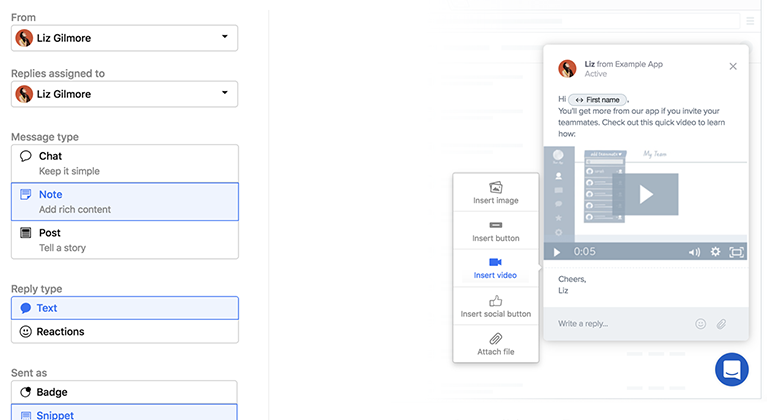 From
Liz Gilmore
Replies assigned to
Liz Gilmore
Message type
Chat
Keep it simple
Note
Add rich content
Post
Tell a story
Reply type
Text
Reactions
Sent as
Badge
Snippet
Liz from Example App
Active
Hi First name ,
You'll get more from our app if you invite your
teammates. Check out this quick video to learn
how:
My Team
0:05
Cheers,
Liz
Write a reply...
Insert image
Insert button
Insert video
Insert social button
Attach file